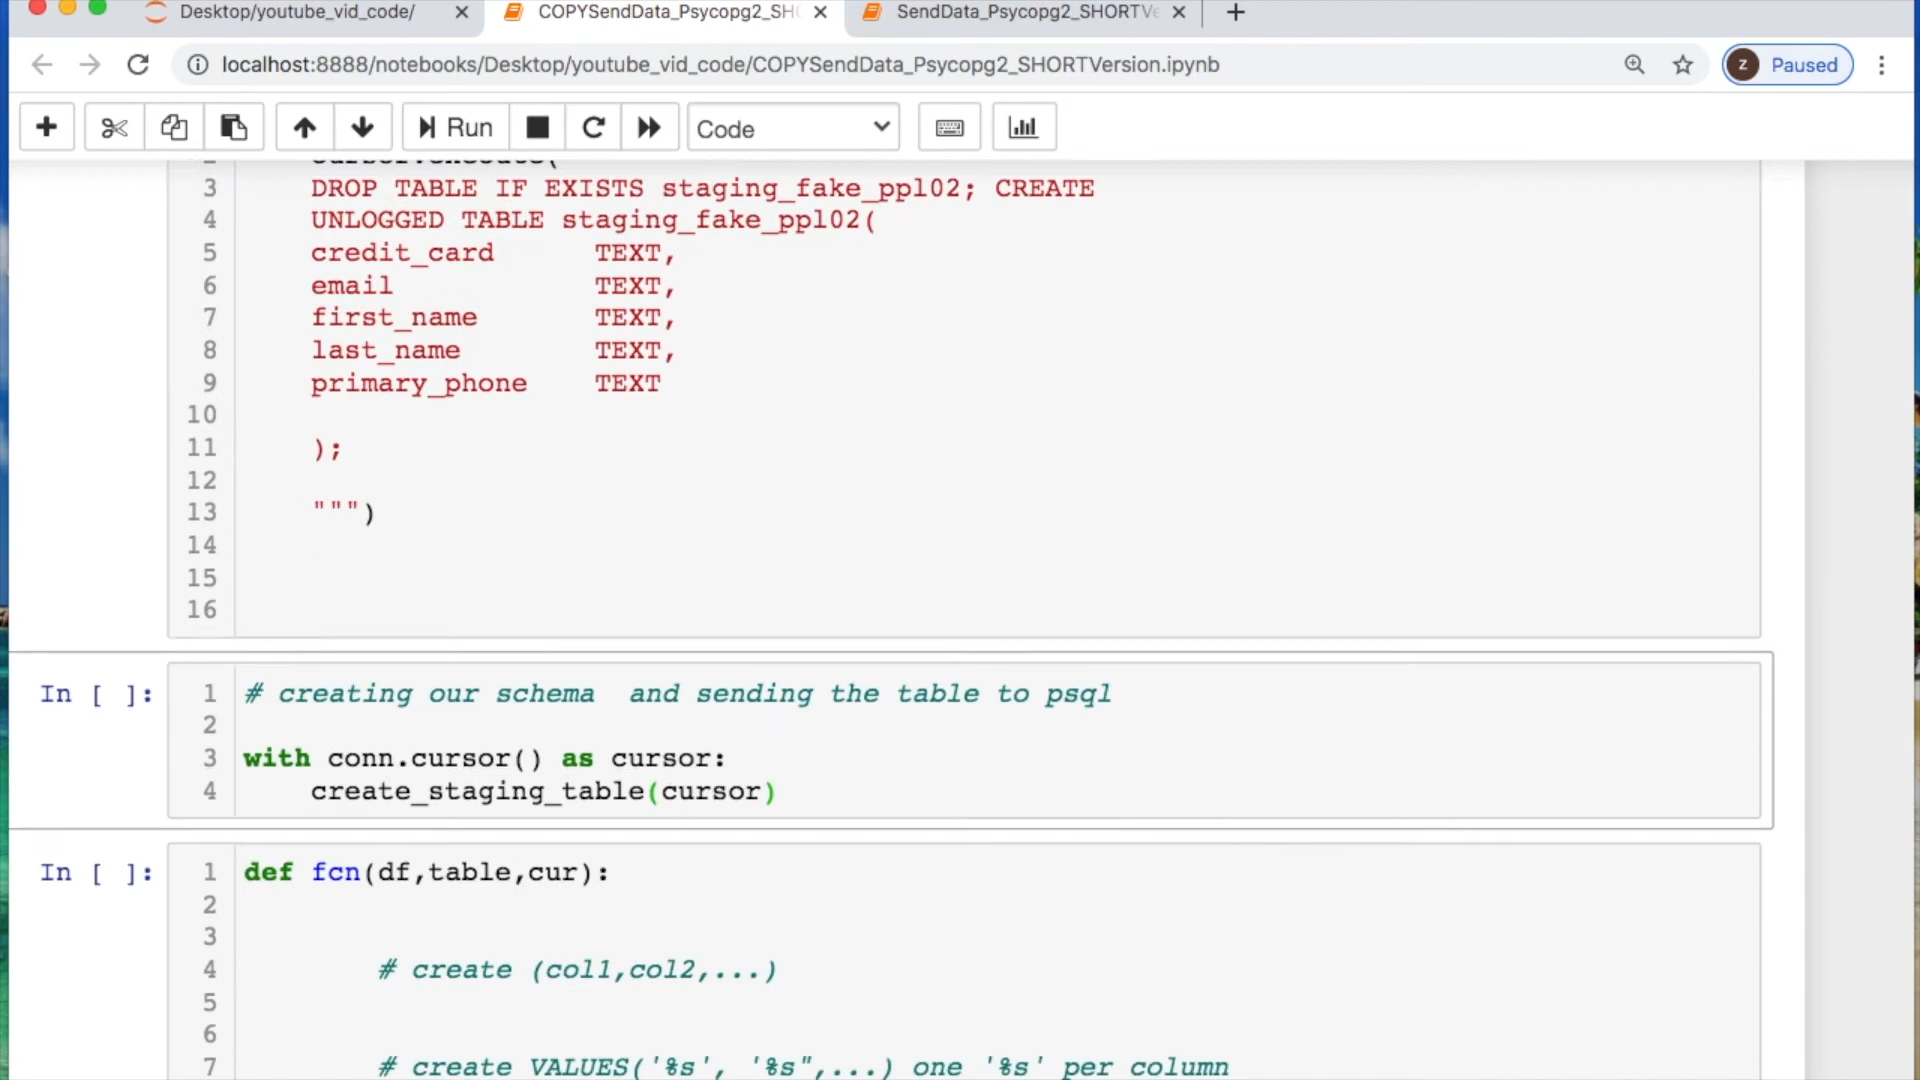 Desktop/youtube_vid_code/
COPYSendData_Psycopg2_SH
SendData_Psycopg2_SHORTVe
localhost:8888/notebooks/Desktop/youtube_vid_code/COPYSendData_Psycopg2_SHORTVersion.ipynb
z Paused
Run
Code
3 DROP TABLE IF EXISTS staging_fake_ppl02; CREATE
4 UNLOGGED TABLE staging_fake_ppl02(
5 credit_card TEXT,
6 email TEXT,
7 first_name TEXT,
8 last_name TEXT,
9 primary_phone TEXT
10
11 );
12
13 """)
14
15
16
In [ ]: 1 # creating our schema  and sending the table to psql
2
3 with conn.cursor() as cursor:
4 create_staging_table(cursor)
In [ ]: 1 def fcn(df,table,cur):
2
3
4 # create (col1,col2,...)
5
6
7 # create VALUES('%s', '%s",...) one '%s' per column